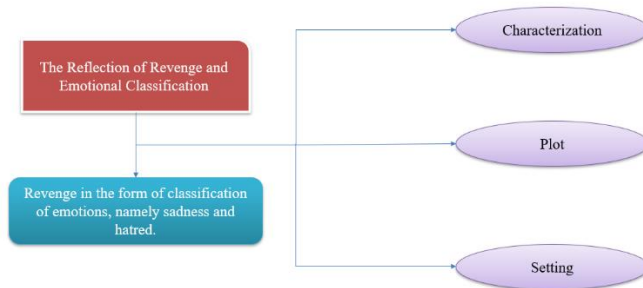 The Reflection of Revenge and
Emotional Classification
Revenge in the form of classification
of emotions, namely sadness and
hatred.
Characterization
Plot
Setting